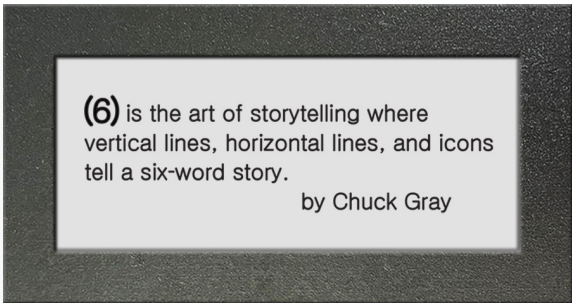 (6) is the art of storytelling where
vertical lines, horizontal lines, and icons
tell a six-word story.
by Chuck Gray